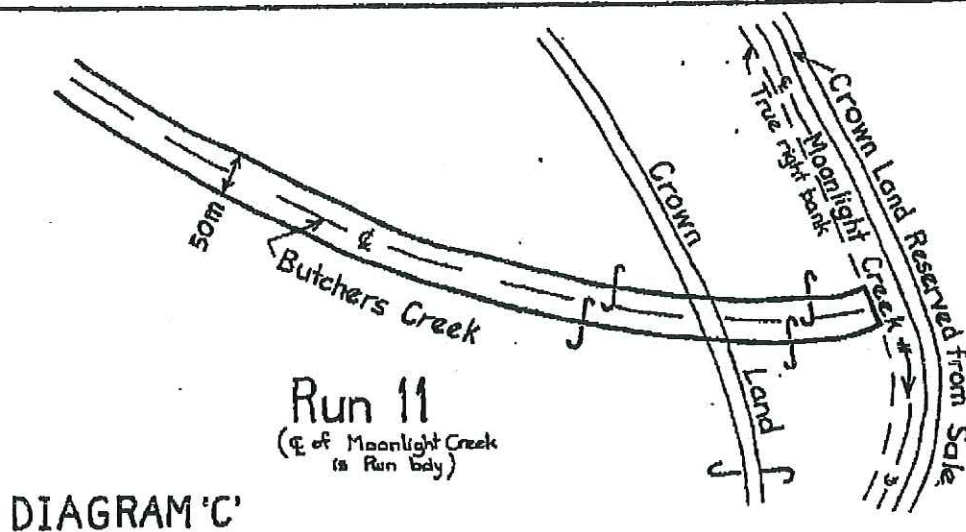 50m
℄
Butchers Creek
Crown
Land
℄
Moonlight Creek
True right bank
Crown Land Reserved from Sale
Run 11
(℄ of Moonlight Creek
is Run bdy)
DIAGRAM 'C'